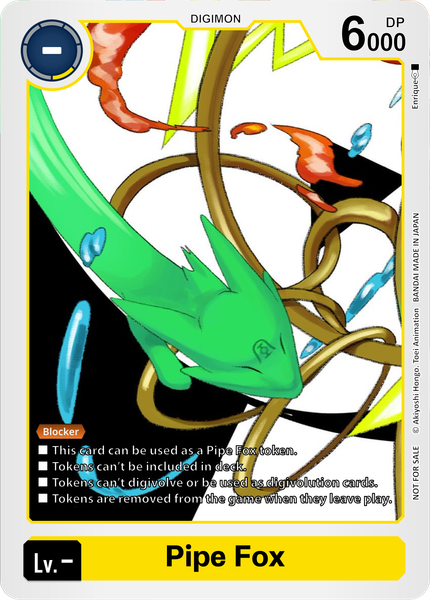 DIGIMON
-
DP
6000
Enrique
Blocker
■ This card can be used as a Pipe Fox token.
■ Tokens can't be included in deck.
■ Tokens can't digivolve or be used as digivolution cards.
■ Tokens are removed from the game when they leave play.
NOT FOR SALE © Akiyoshi Hongo. Toei Animation BANDAI MADE IN JAPAN
Lv.-
Pipe Fox